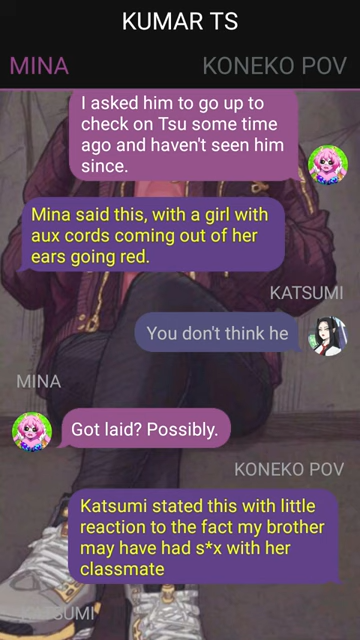 KUMAR TS
MINA
KONEKO POV
I asked him to go up to
check on Tsu some time
ago and haven't seen him
since.
Mina said this, with a girl with
aux cords coming out of her
ears going red.
KATSUMI
You don't think he
MINA
Got laid? Possibly.
KONEKO POV
Katsumi stated this with little
reaction to the fact my brother
may have had s*x with her
classmate
KATSUMI